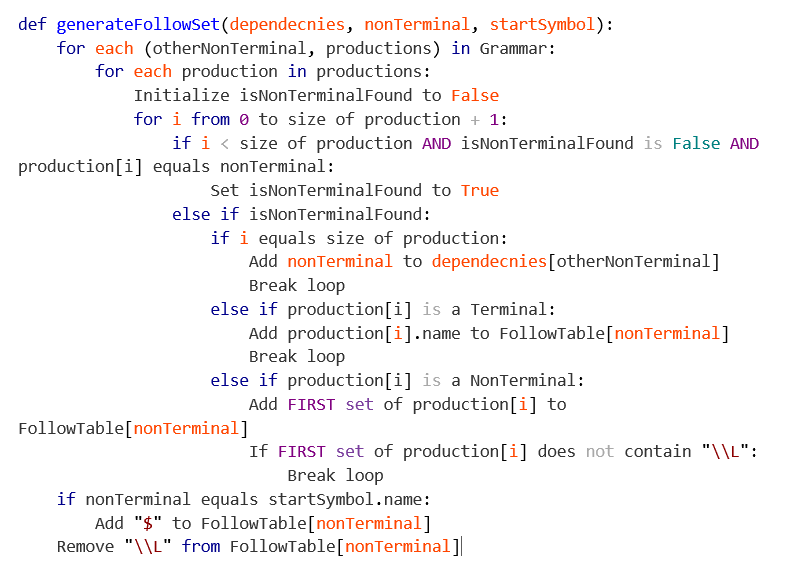 def generateFollowSet(dependecnies, nonTerminal, startSymbol):
    for each (otherNonTerminal, productions) in Grammar:
        for each production in productions:
            Initialize isNonTerminalFound to False
            for i from 0 to size of production + 1:
                if i < size of production AND isNonTerminalFound is False AND
production[i] equals nonTerminal:
                    Set isNonTerminalFound to True
                else if isNonTerminalFound:
                    if i equals size of production:
                        Add nonTerminal to dependecnies[otherNonTerminal]
                        Break loop
                    else if production[i] is a Terminal:
                        Add production[i].name to FollowTable[nonTerminal]
                        Break loop
                    else if production[i] is a NonTerminal:
                        Add FIRST set of production[i] to
FollowTable[nonTerminal]
                        If FIRST set of production[i] does not contain "\\L":
                            Break loop
    if nonTerminal equals startSymbol.name:
        Add "$" to FollowTable[nonTerminal]
    Remove "\\L" from FollowTable[nonTerminal]